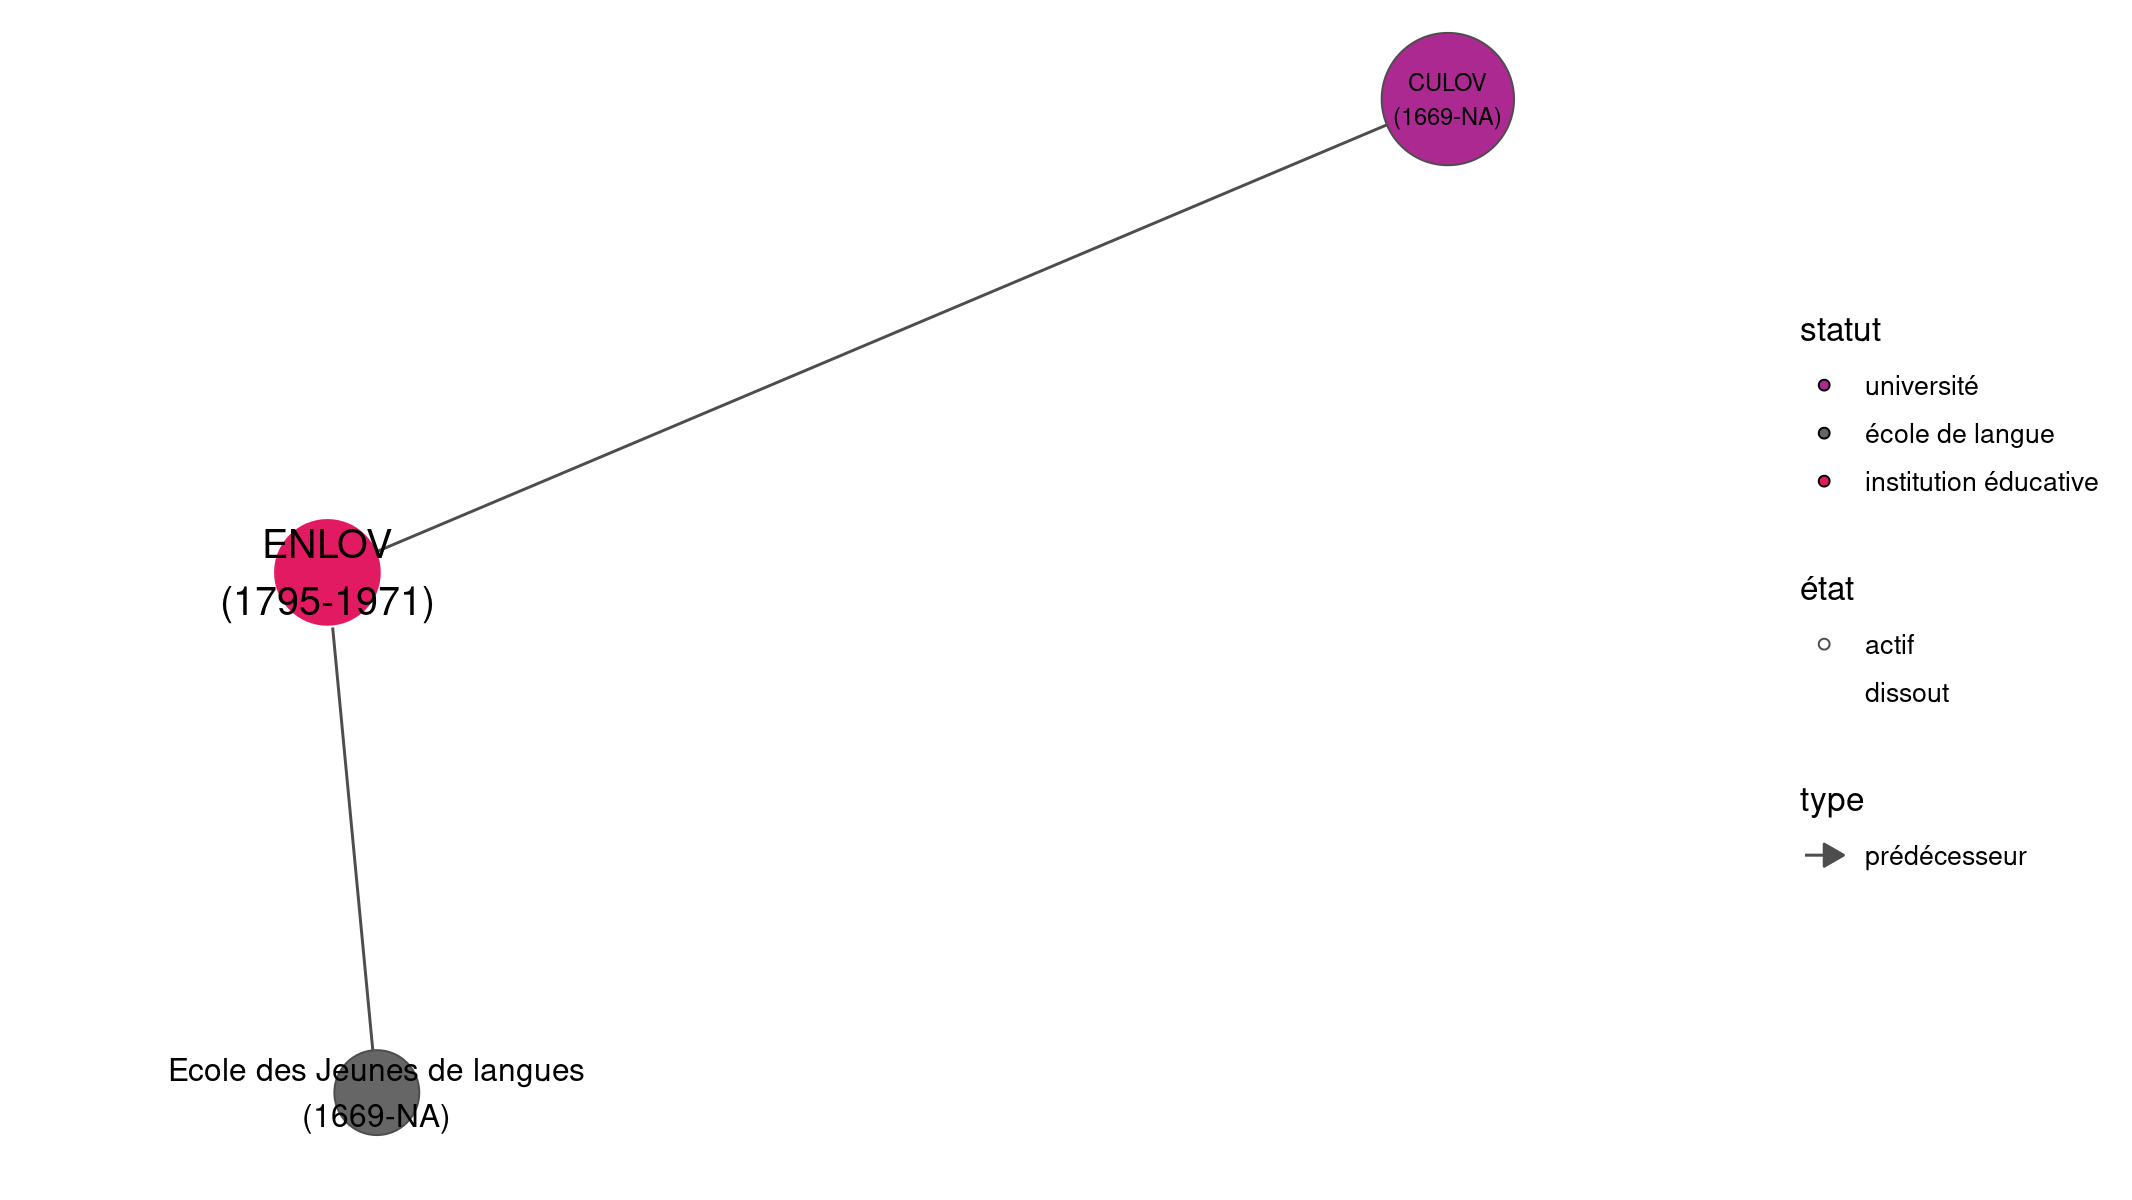 CULOV
(1669-NA)
ENLOV
(1795-1971)
Ecole des Jeunes de langues
(1669-NA)
statut
université
école de langue
institution éducative
état
actif
dissout
type
prédécesseur